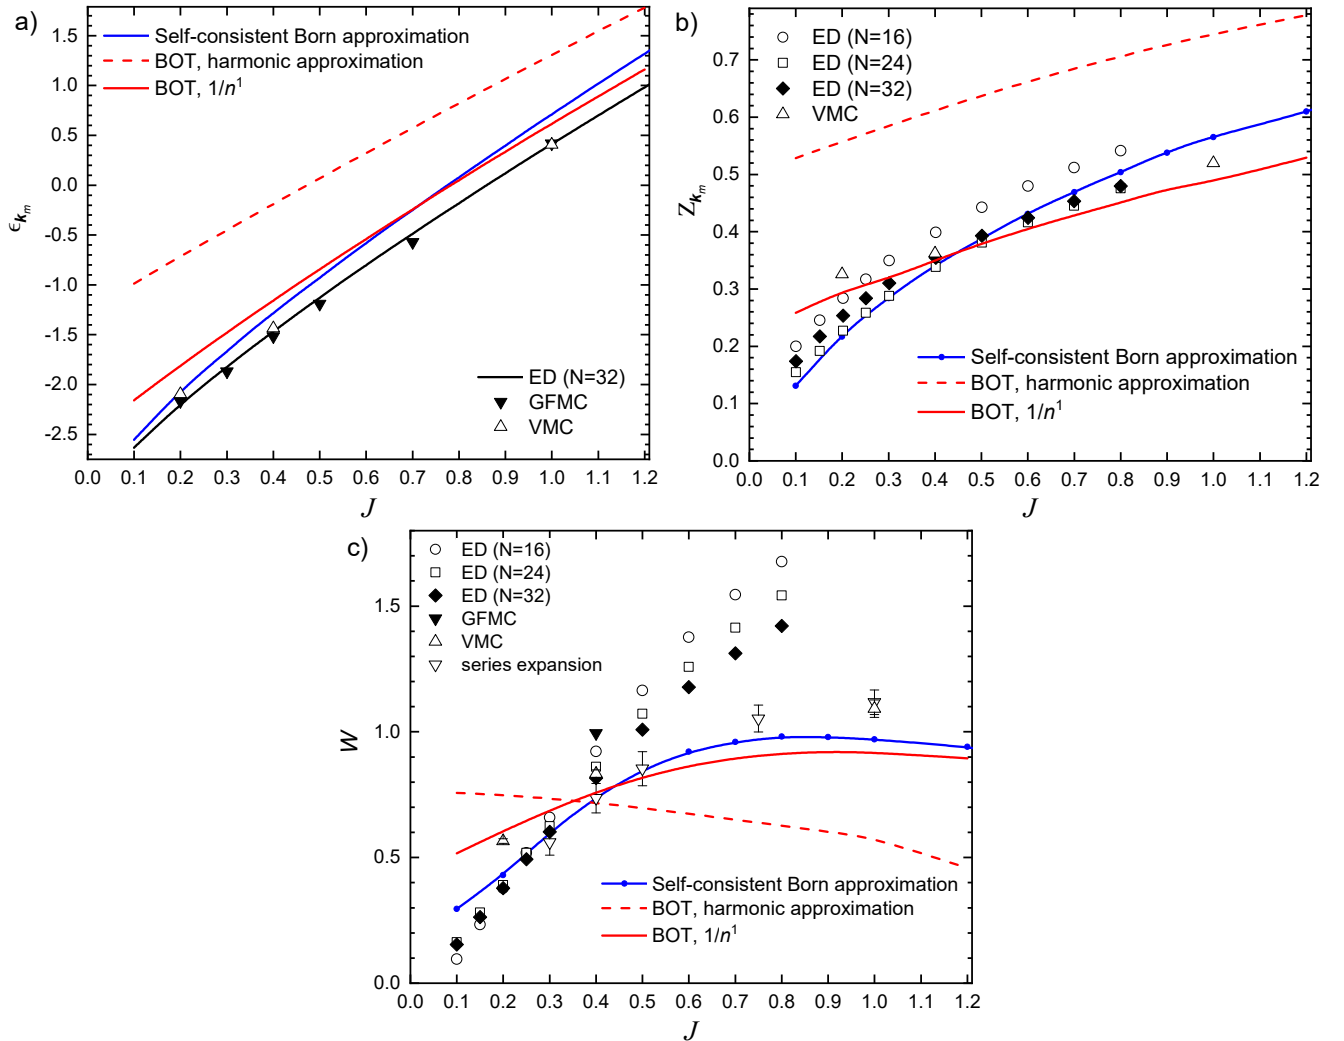 a)
Self-consistent Born approximation
BOT, harmonic approximation
BOT, 1/n¹
1.5
1.0
0.5
0.0
-0.5
-1.0
-1.5
-2.0
-2.5
ϵ_{k_m}
ED (N=32)
GFMC
VMC
0.0 0.1 0.2 0.3 0.4 0.5 0.6 0.7 0.8 0.9 1.0 1.1 1.2
J
b)
ED (N=16)
ED (N=24)
ED (N=32)
VMC
0.7
0.6
0.5
0.4
0.3
0.2
0.1
0.0
Z_{k_m}
Self-consistent Born approximation
BOT, harmonic approximation
BOT, 1/n¹
0.0 0.1 0.2 0.3 0.4 0.5 0.6 0.7 0.8 0.9 1.0 1.1 1.2
J
c)
ED (N=16)
ED (N=24)
ED (N=32)
GFMC
VMC
series expansion
1.5
1.0
0.5
0.0
W
Self-consistent Born approximation
BOT, harmonic approximation
BOT, 1/n¹
0.0 0.1 0.2 0.3 0.4 0.5 0.6 0.7 0.8 0.9 1.0 1.1 1.2
J